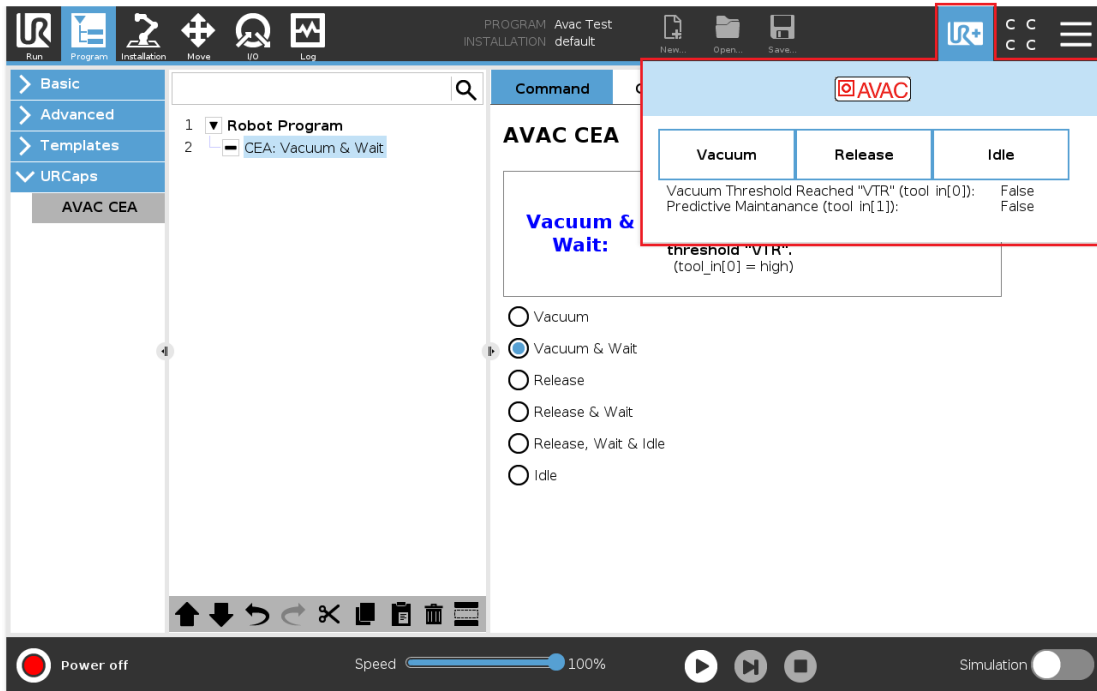 PROGRAM Avac Test
INSTALLATION default
Run Program Installation Move I/O Log
New... Open... Save...
UR+
C C
C C
Basic
Advanced
Templates
URCaps
AVAC CEA
1 Robot Program
2 CEA: Vacuum & Wait
Command
AVAC CEA
Vacuum & Wait:
threshold "VTR".
(tool_in[0] = high)
AVAC
Vacuum Release Idle
Vacuum Threshold Reached "VTR" (tool in[0]): False
Predictive Maintanance (tool in[1]): False
Vacuum
Vacuum & Wait
Release
Release & Wait
Release, Wait & Idle
Idle
Power off
Speed 100%
Simulation